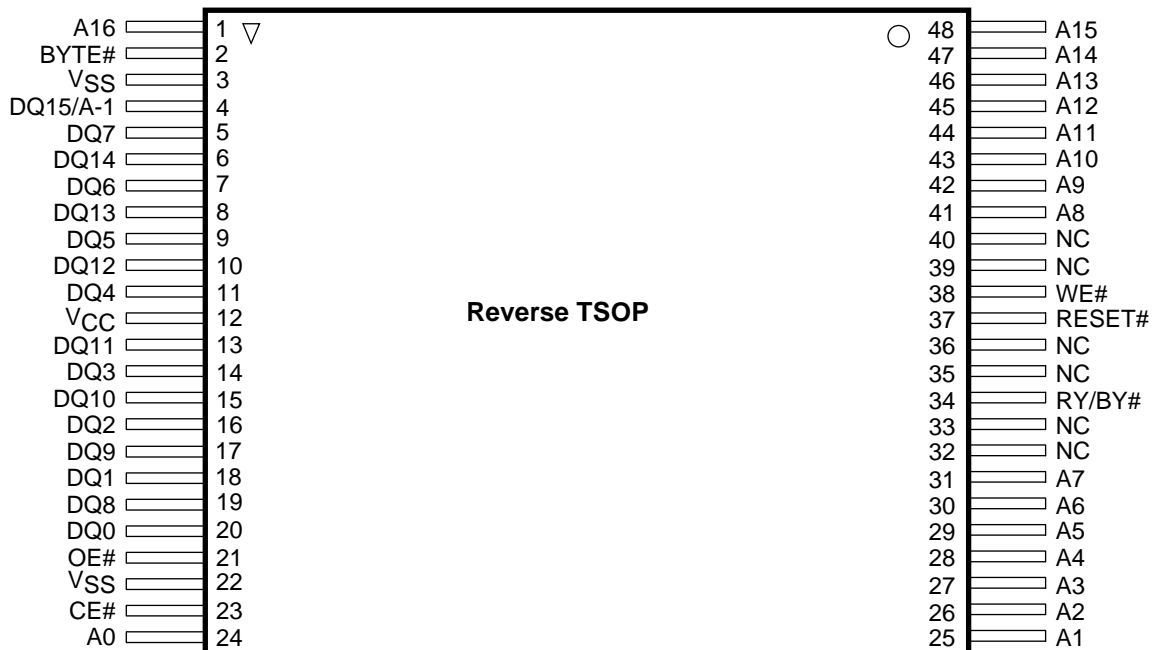 A16 1 48 A15
BYTE# 2 47 A14
VSS 3 46 A13
DQ15/A-1 4 45 A12
DQ7 5 44 A11
DQ14 6 43 A10
DQ6 7 42 A9
DQ13 8 41 A8
DQ5 9 40 NC
DQ12 10 39 NC
DQ4 11 38 WE#
Reverse TSOP
VCC 12 37 RESET#
DQ11 13 36 NC
DQ3 14 35 NC
DQ10 15 34 RY/BY#
DQ2 16 33 NC
DQ9 17 32 NC
DQ1 18 31 A7
DQ8 19 30 A6
DQ0 20 29 A5
OE# 21 28 A4
VSS 22 27 A3
CE# 23 26 A2
A0 24 25 A1